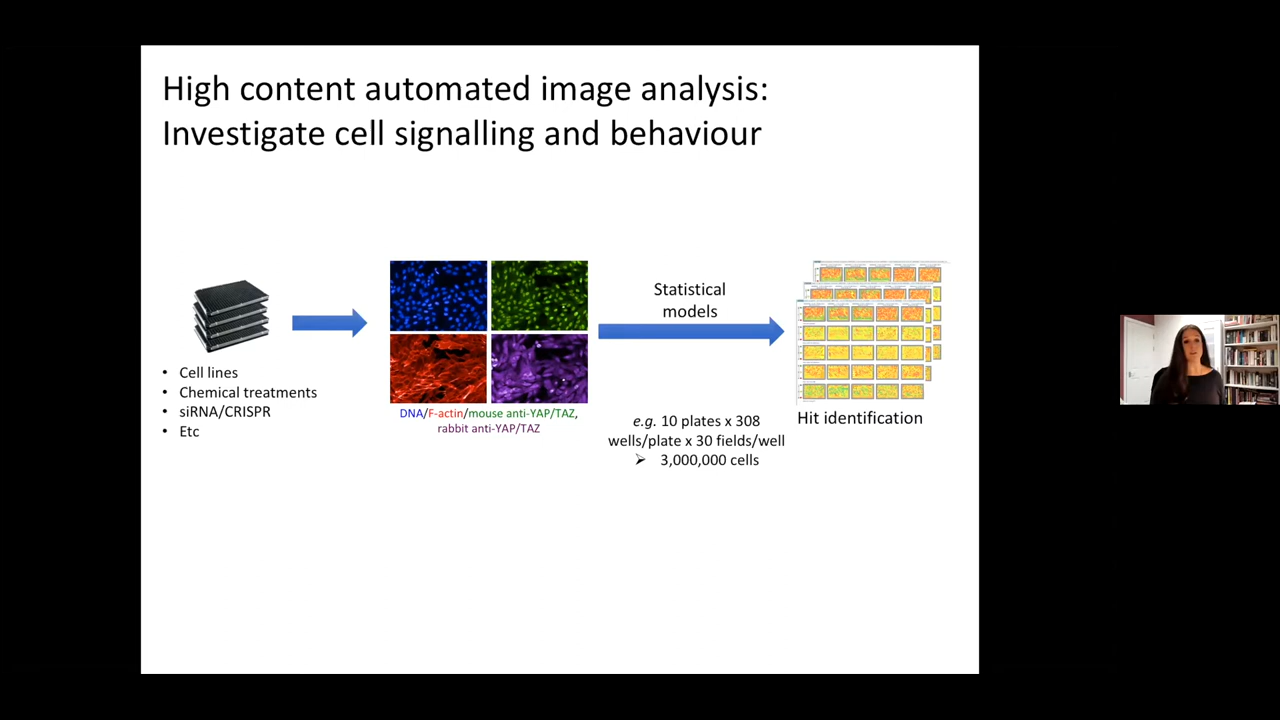 High content automated image analysis:
Investigate cell signalling and behaviour
Statistical
models
• Cell lines
• Chemical treatments
• siRNA/CRISPR
• Etc
DNA/F-actin/mouse anti-YAP/TAZ,
rabbit anti-YAP/TAZ
e.g. 10 plates x 308
wells/plate x 30 fields/well
➢ 3,000,000 cells
Hit identification